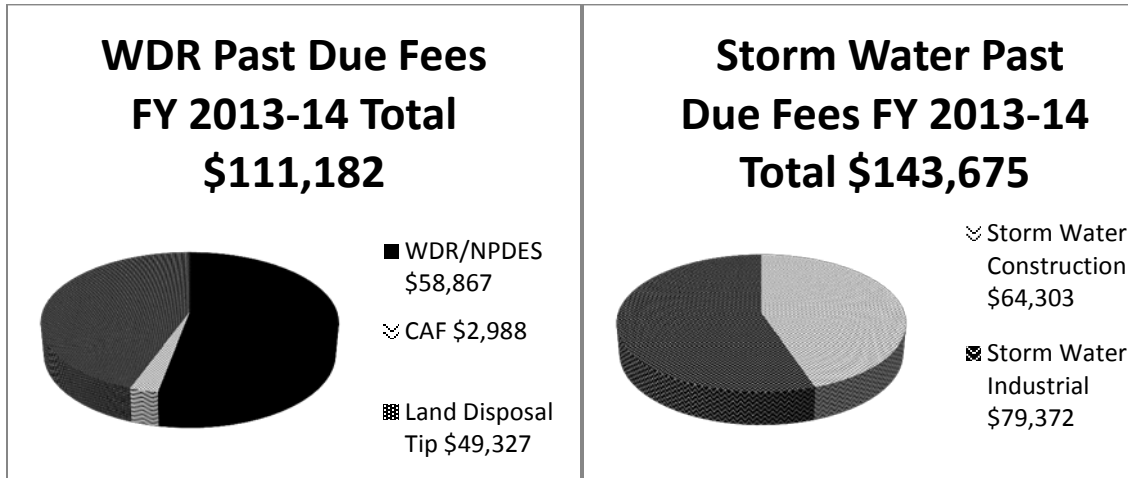 WDR Past Due Fees
FY 2013-14 Total
$111,182
WDR/NPDES
$58,867
CAF $2,988
Land Disposal
Tip $49,327
Storm Water Past
Due Fees FY 2013-14
Total $143,675
Storm Water
Construction
$64,303
Storm Water
Industrial
$79,372